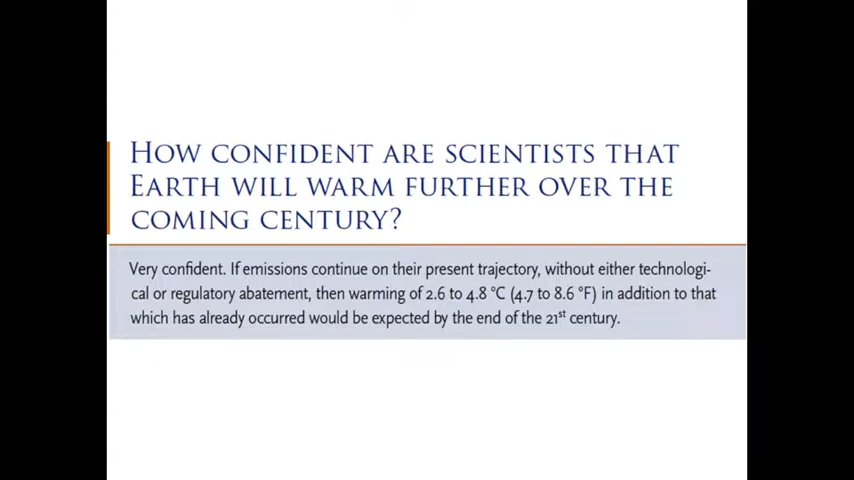 HOW CONFIDENT ARE SCIENTISTS THAT
EARTH WILL WARM FURTHER OVER THE
COMING CENTURY?
Very confident. If emissions continue on their present trajectory, without either technologi-
cal or regulatory abatement, then warming of 2.6 to 4.8 °C (4.7 to 8.6 °F) in addition to that
which has already occurred would be expected by the end of the 21st century.